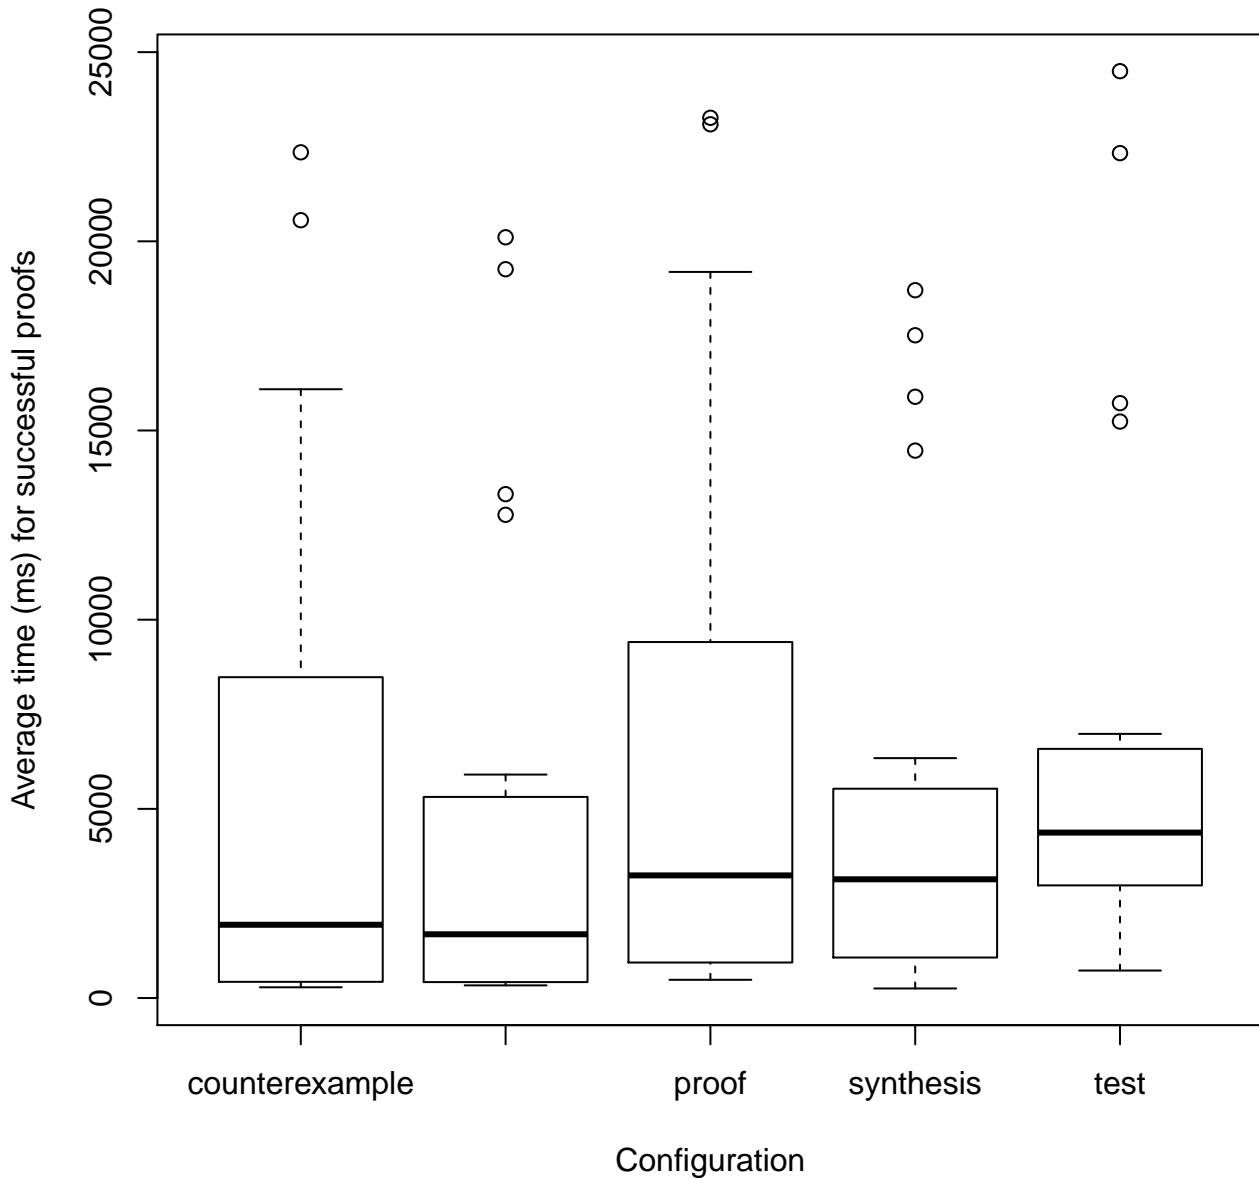 Average time (ms) for successful proofs
25000
20000
15000
10000
5000
0
counterexample proof synthesis test
Configuration